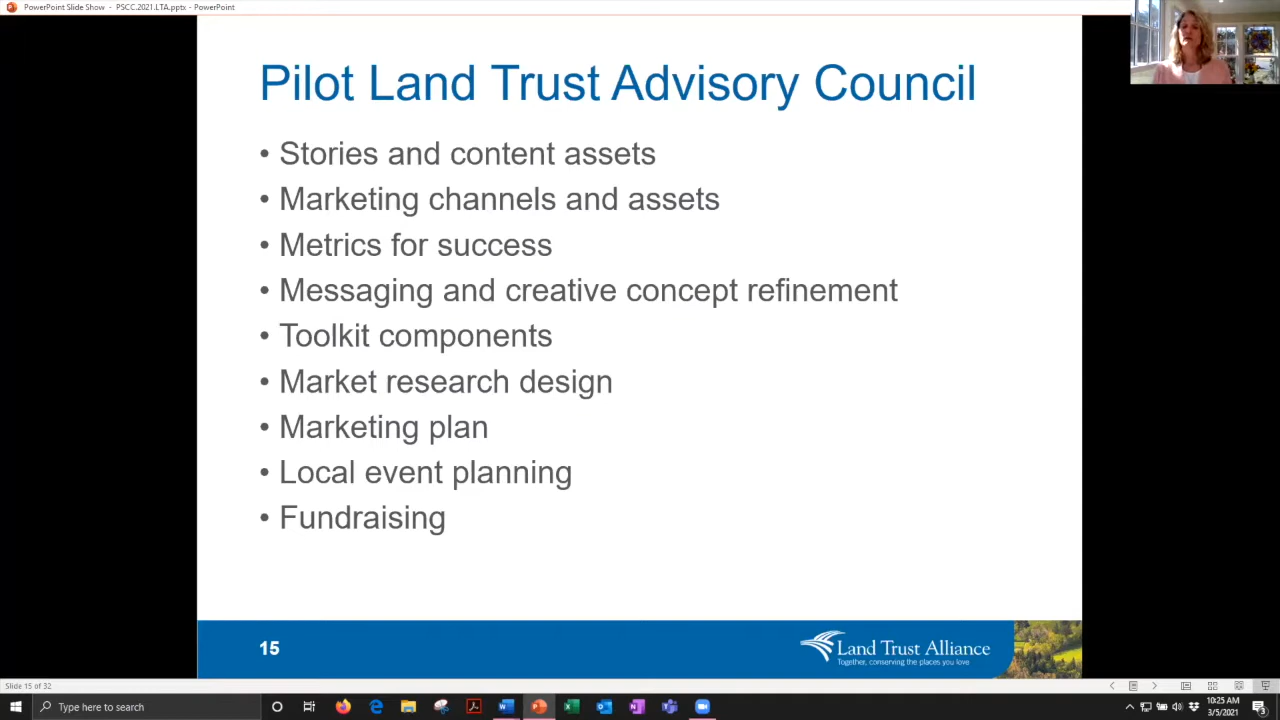 PowerPoint Slide Show - PSCC.2021.LTA.pptx - PowerPoint
Pilot Land Trust Advisory Council
• Stories and content assets
• Marketing channels and assets
• Metrics for success
• Messaging and creative concept refinement
• Toolkit components
• Market research design
• Marketing plan
• Local event planning
• Fundraising
15
Land Trust Alliance
Together, conserving the places you love
Slide 15 of 32
Type here to search
10:25 AM
3/5/2021
3